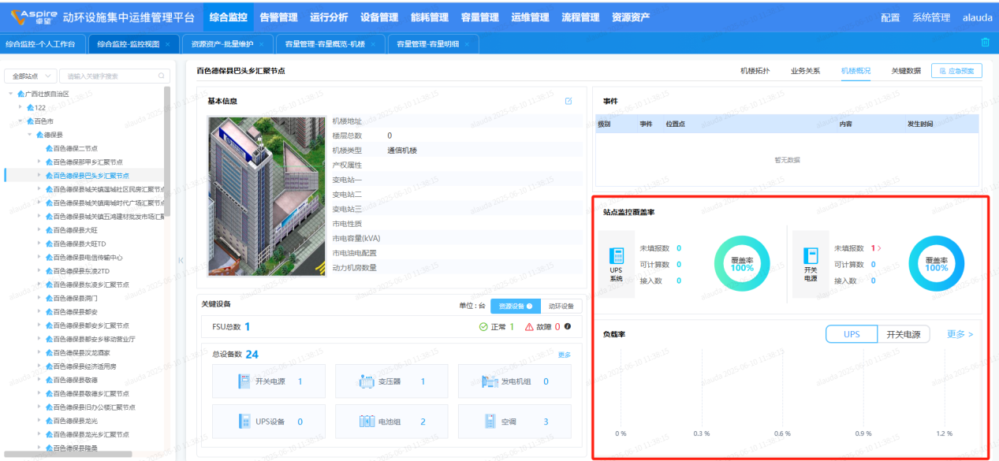 Aspire 卓望 动环设施集中运维管理平台 综合监控 告警管理 运行分析 设备管理 能耗管理 容量管理 运维管理 流程管理 资源资产 配置 系统管理 alauda
综合监控-个人工作台 综合监控-监控视图 × 资源资产-批量维护 × 容量管理-容量概览-机楼 × 容量管理-容量明细 ×
全部站点 请输入关键字搜索
广西壮族自治区
122
百色市
德保县
百色德保二节点
百色德保那甲乡汇聚节点
百色德保县巴头乡汇聚节点
百色德保县城关镇莲城社区民房汇聚节点
百色德保县城关镇南城时代广场汇聚节点
百色德保县城关镇五鸿建材批发市场汇聚
百色德保县大旺
百色德保县大旺TD
百色德保县电信传输中心
百色德保县东凌2TD
百色德保县东凌乡汇聚节点
百色德保县洞门
百色德保县都安
百色德保县都安乡汇聚节点
百色德保县都安乡移动营业厅
百色德保县汉龙酒家
百色德保县经济适用房
百色德保县敬德
百色德保县敬德乡汇聚节点
百色德保县旧办公楼汇聚节点
百色德保县龙光
百色德保县龙光乡汇聚节点
百色德保县隆桑
百色德保县巴头乡汇聚节点 机楼拓扑 业务关系 机楼概况 关键数据 应急预案
基本信息
机楼地址
楼层总数 0
机楼类型 通信机楼
产权属性
变电站一
变电站二
变电站三
市电性质
市电容量(kVA)
市电油电配置
动力机房数量
关键设备 单位：台 资源设备 动环设备
FSU总数 1 正常 1 故障 0
总设备数 24 更多
开关电源 1 变压器 1 发电机组 0
UPS设备 0 电池组 2 空调 3
事件
级别 事件 位置点 内容 发生时间
暂无数据
站点监控覆盖率
UPS系统
未填报数 0
可计算数 0
接入数 0
覆盖率
100%
开关电源
未填报数 1 >
可计算数 0
接入数 0
覆盖率
100%
负载率 UPS 开关电源 更多 >
0 % 0.3 % 0.6 % 0.9 % 1.2 %
alauda 2025-06-10 11:38:15